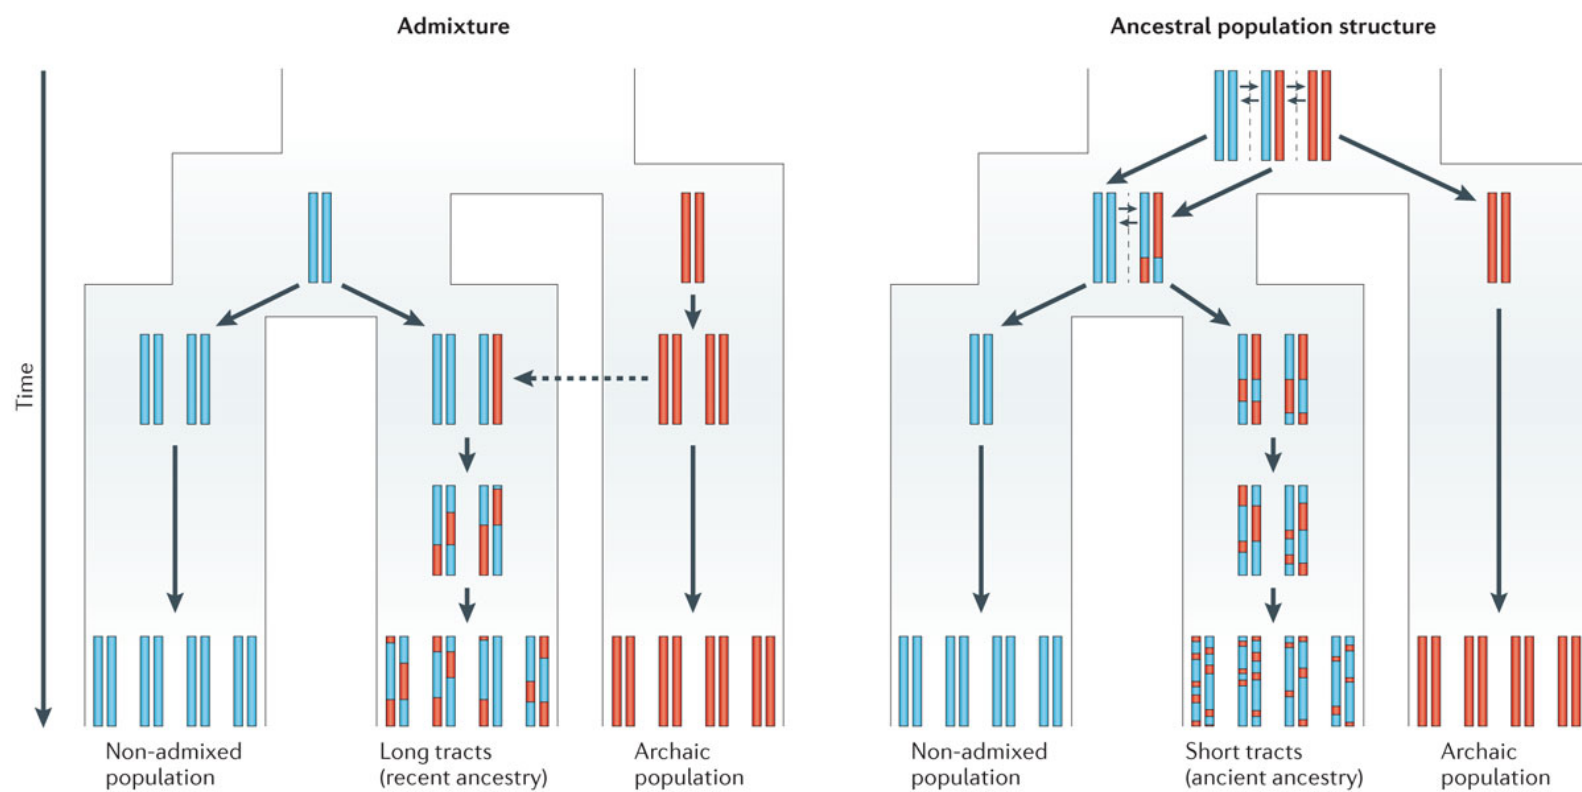 Admixture
Ancestral population structure
Time
Non-admixed
population
Long tracts
(recent ancestry)
Archaic
population
Non-admixed
population
Short tracts
(ancient ancestry)
Archaic
population